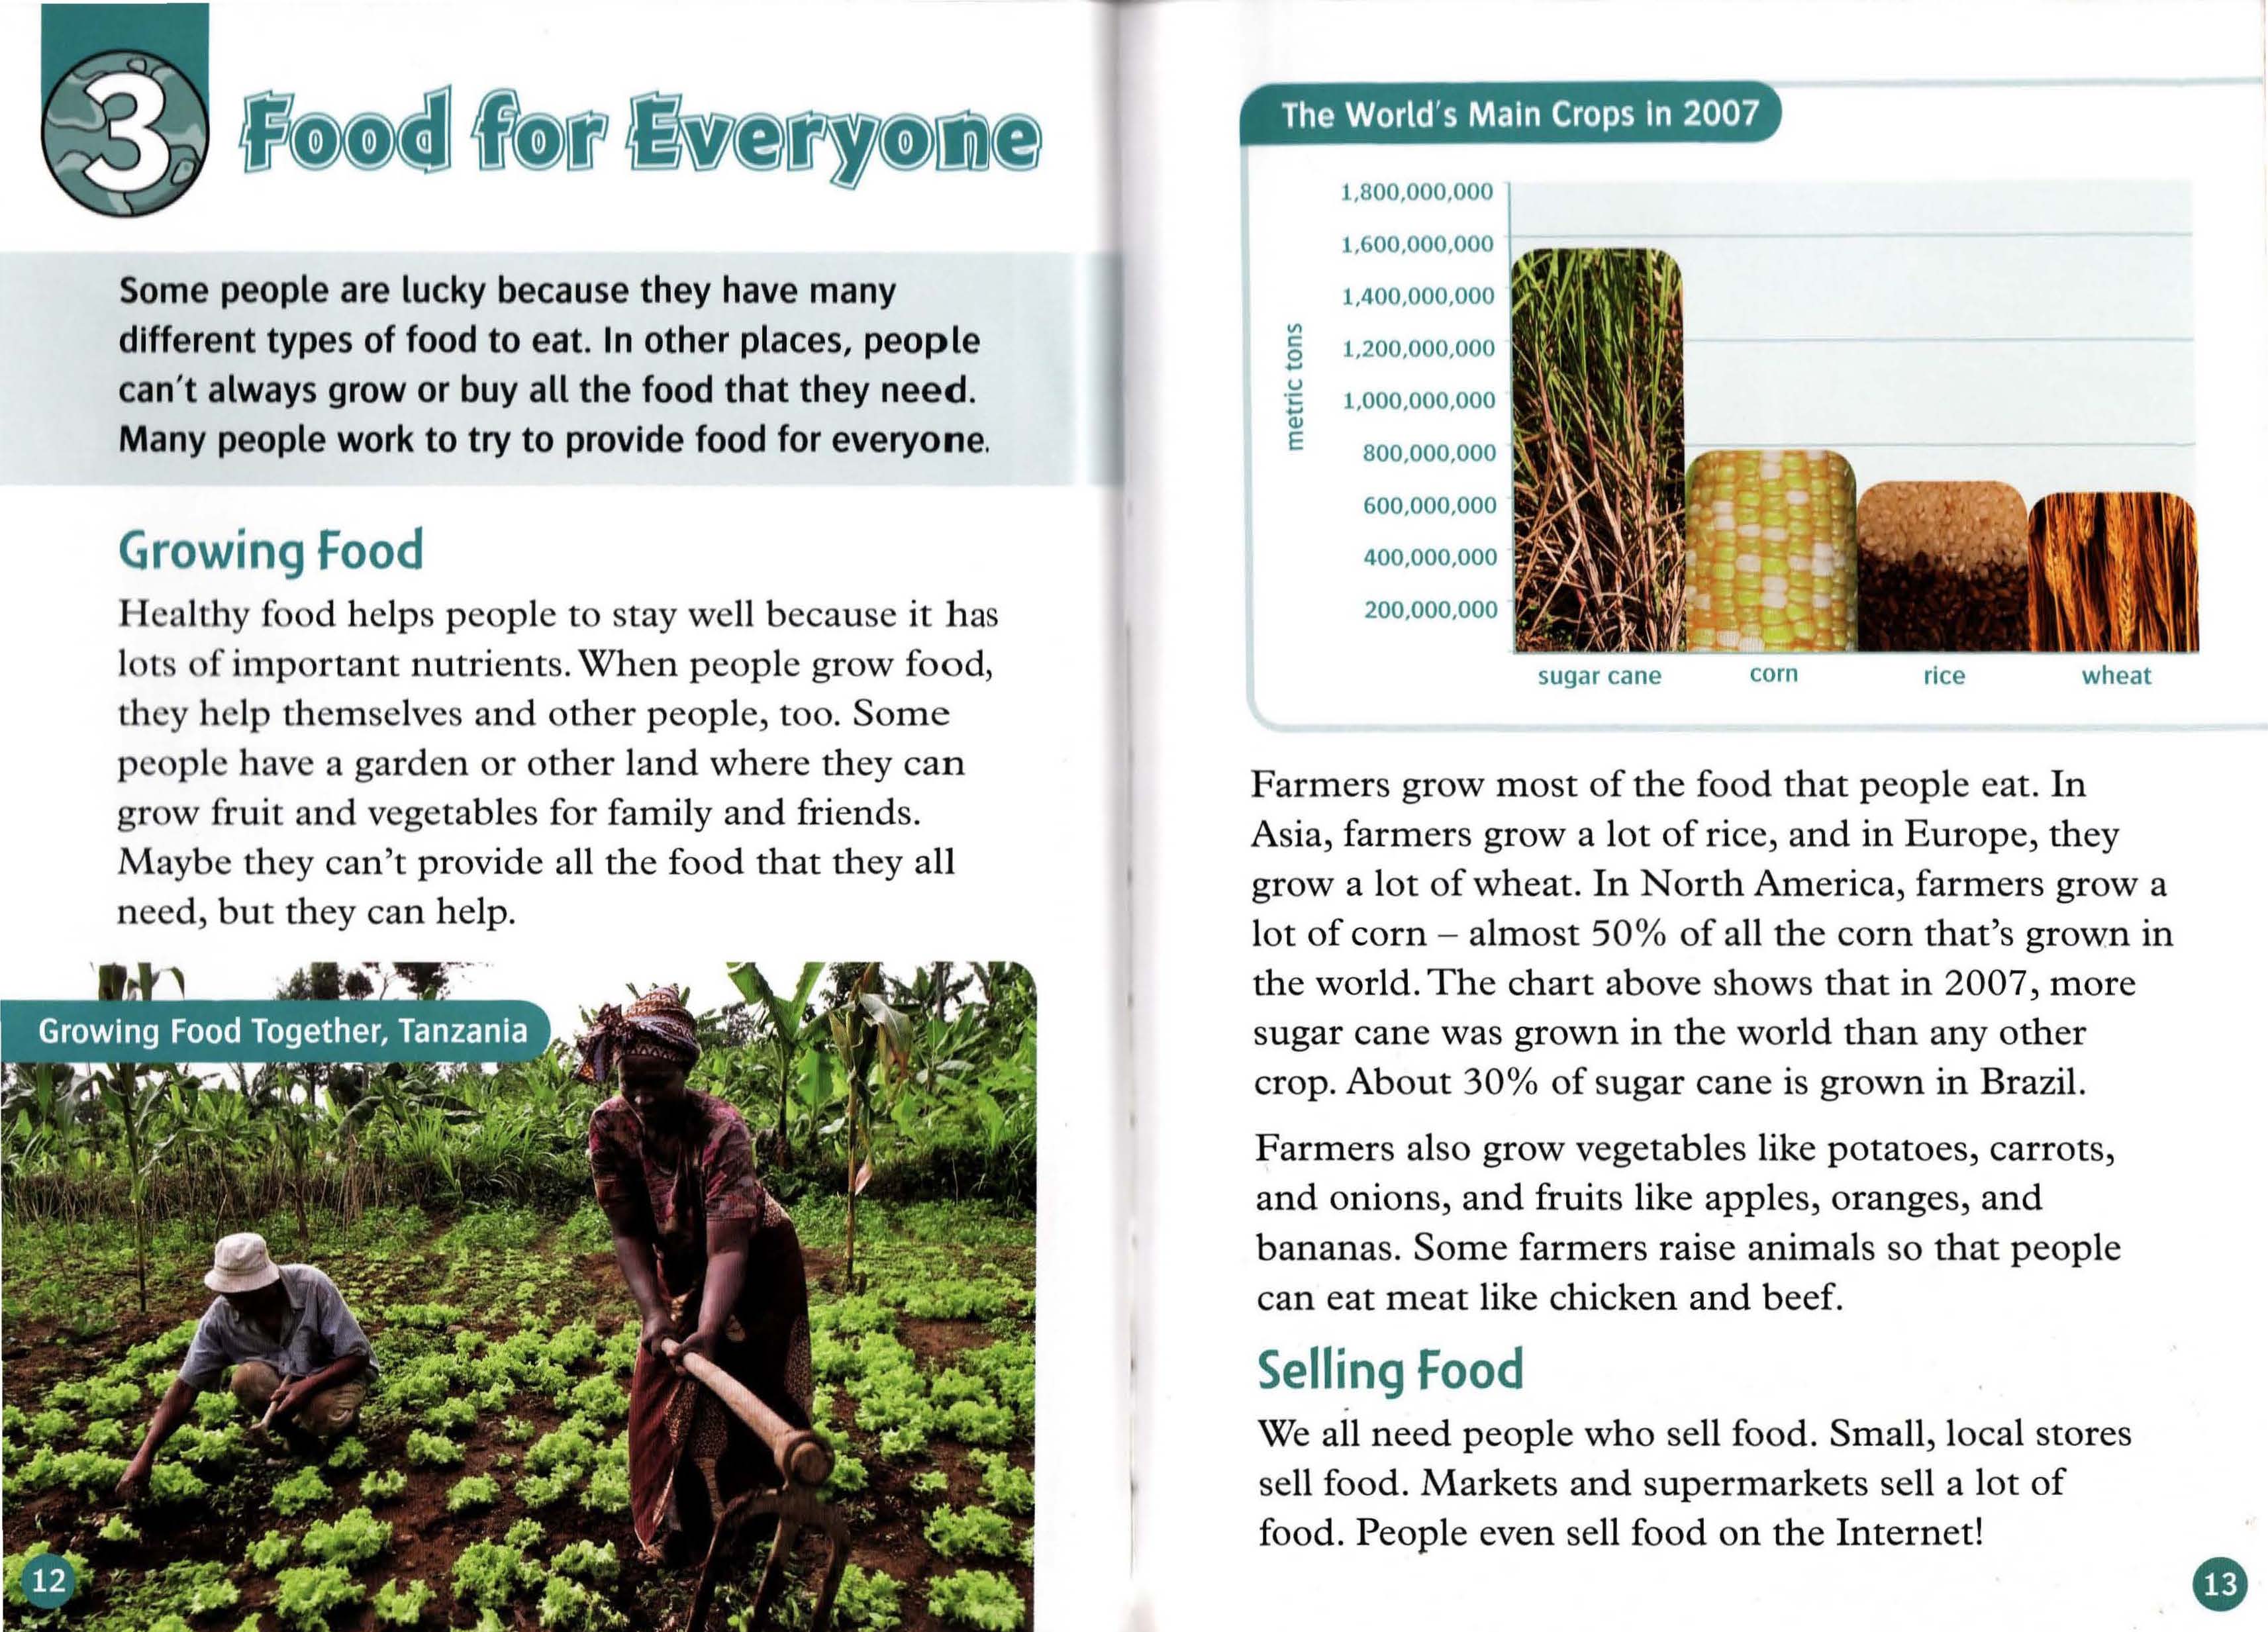 3 Food for Everyone
Some people are lucky because they have many
different types of food to eat. In other places, people
can't always grow or buy all the food that they need.
Many people work to try to provide food for everyone.
Growing Food
Healthy food helps people to stay well because it has
lots of important nutrients. When people grow food,
they help themselves and other people, too. Some
people have a garden or other land where they can
grow fruit and vegetables for family and friends.
Maybe they can't provide all the food that they all
need, but they can help.
Growing Food Together, Tanzania
12
The World's Main Crops in 2007
metric tons
1,800,000,000
1,600,000,000
1,400,000,000
1,200,000,000
1,000,000,000
800,000,000
600,000,000
400,000,000
200,000,000
sugar cane corn rice wheat
Farmers grow most of the food that people eat. In
Asia, farmers grow a lot of rice, and in Europe, they
grow a lot of wheat. In North America, farmers grow a
lot of corn – almost 50% of all the corn that's grown in
the world. The chart above shows that in 2007, more
sugar cane was grown in the world than any other
crop. About 30% of sugar cane is grown in Brazil.
Farmers also grow vegetables like potatoes, carrots,
and onions, and fruits like apples, oranges, and
bananas. Some farmers raise animals so that people
can eat meat like chicken and beef.
Selling Food
We all need people who sell food. Small, local stores
sell food. Markets and supermarkets sell a lot of
food. People even sell food on the Internet!
13